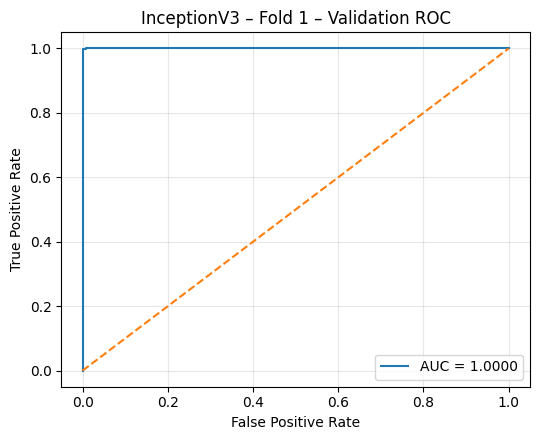 InceptionV3 – Fold 1 – Validation ROC
1.0
0.8
0.6
0.4
0.2
0.0
True Positive Rate
AUC = 1.0000
0.0 0.2 0.4 0.6 0.8 1.0
False Positive Rate